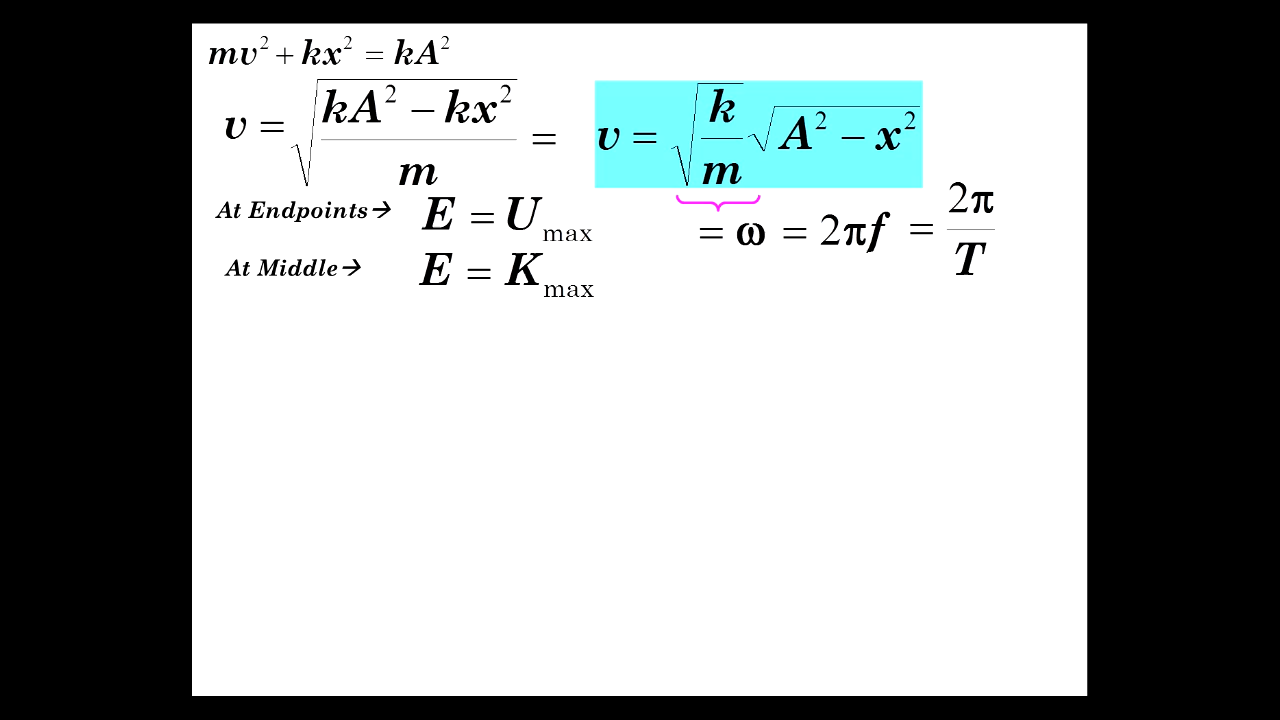 mv² + kx² = kA²
v = √((kA² − kx²)/m) = v = √(k/m) √(A² − x²)
At Endpoints→ E = U_max = ω = 2πf = 2π/T
At Middle→ E = K_max